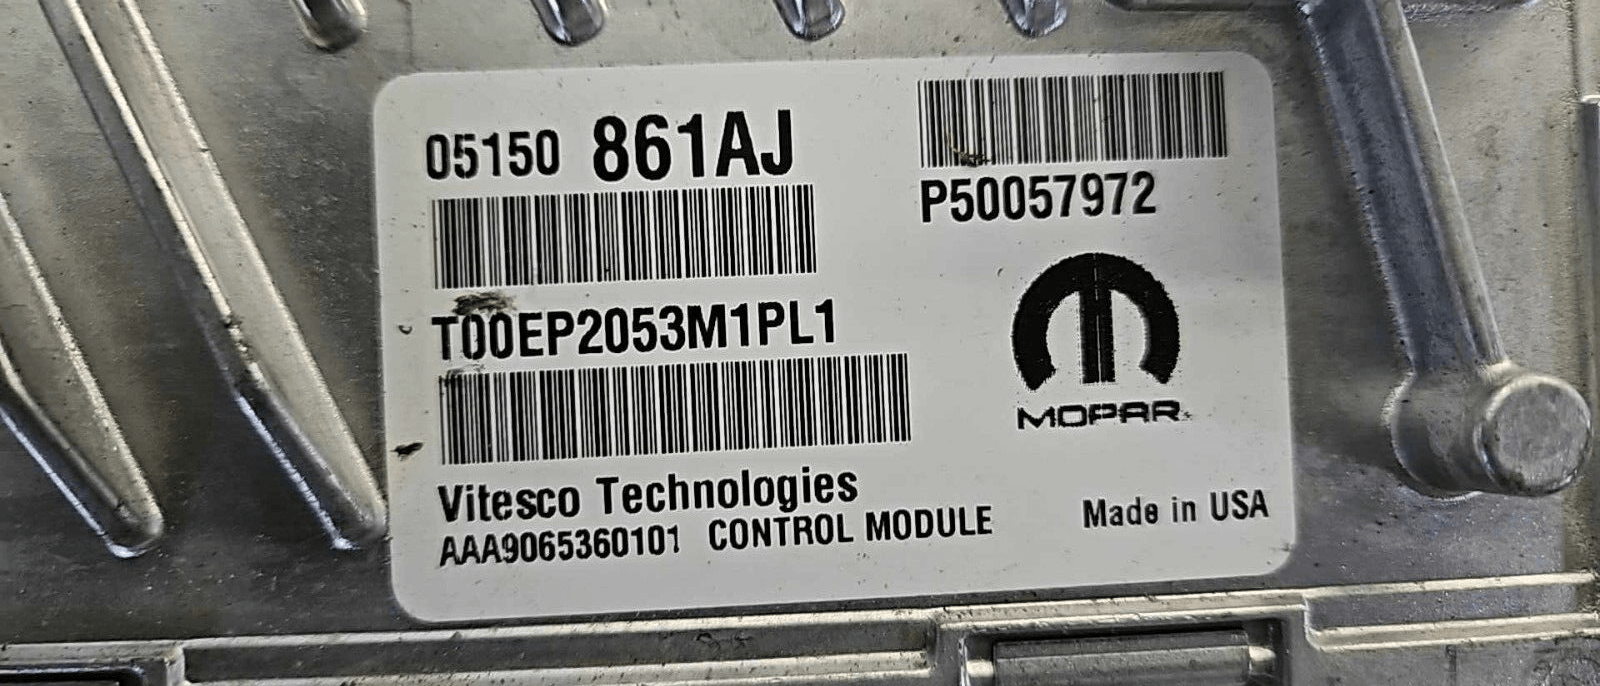 05150 861AJ
P50057972
T00EP2053M1PL1
MOPAR
Vitesco Technologies
AAA9065360101 CONTROL MODULE
Made in USA